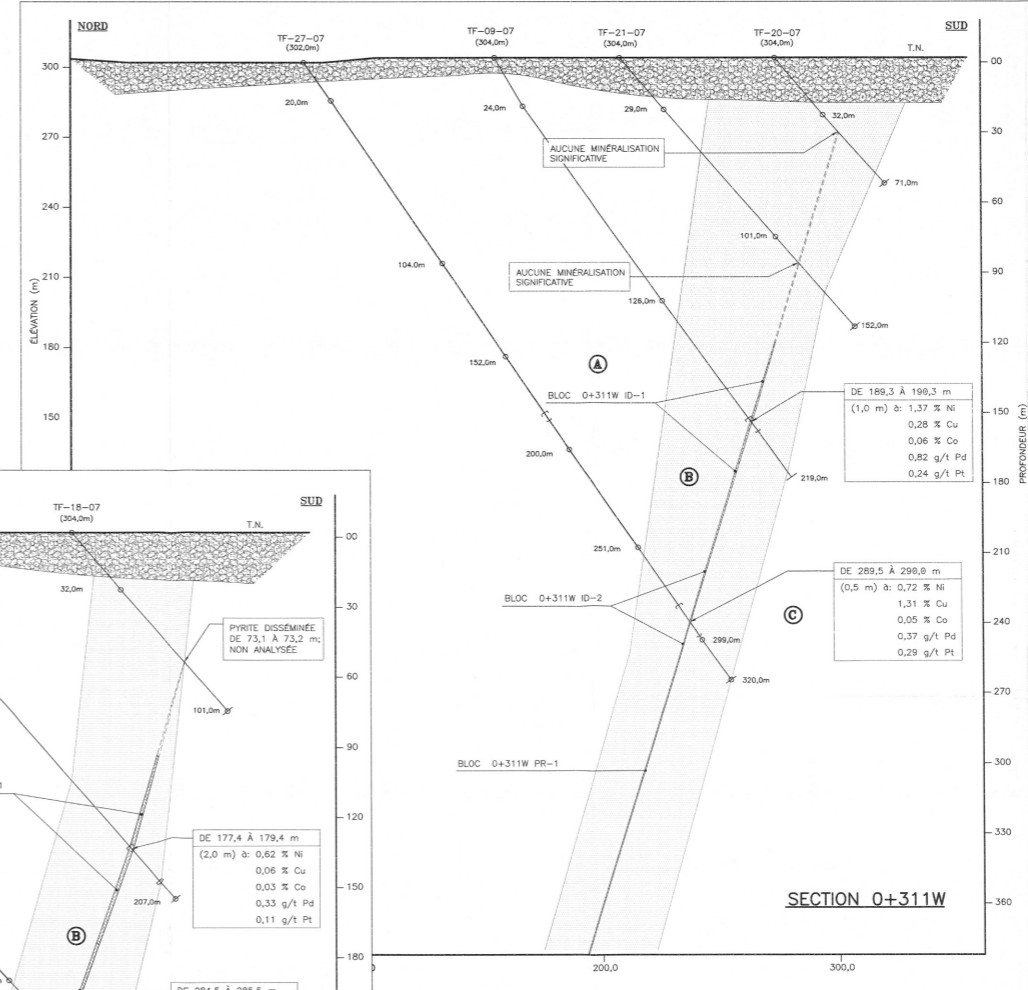 NORD
SUD
TF-27-07
(302,0m)
TF-09-07
(304,0m)
TF-21-07
(304,0m)
TF-20-07
(304,0m)
T.N.
300
270
240
210
180
150
ÉLÉVATION (m)
00
30
60
90
120
150
180
210
240
270
300
330
360
PROFONDEUR (m)
20,0m
24,0m
29,0m
32,0m
71,0m
AUCUNE MINÉRALISATION
SIGNIFICATIVE
101,0m
104,0m
AUCUNE MINÉRALISATION
SIGNIFICATIVE
126,0m
152,0m
152,0m
A
BLOC 0+311W ID-1
DE 189,3 À 190,3 m
(1,0 m) à: 1,37 % Ni
0,28 % Cu
0,06 % Co
0,82 g/t Pd
0,24 g/t Pt
200,0m
B
219,0m
251,0m
BLOC 0+311W ID-2
DE 289,5 À 290,0 m
(0,5 m) à: 0,72 % Ni
1,31 % Cu
0,05 % Co
0,37 g/t Pd
0,29 g/t Pt
C
299,0m
320,0m
BLOC 0+311W PR-1
SECTION 0+311W
200,0
300,0
SUD
TF-18-07
(304,0m)
T.N.
00
30
60
90
120
150
180
32,0m
PYRITE DISSÉMINÉE
DE 73,1 À 73,2 m;
NON ANALYSÉE
101,0m
DE 177,4 À 179,4 m
(2,0 m) à: 0,62 % Ni
0,06 % Cu
0,03 % Co
0,33 g/t Pd
0,11 g/t Pt
207,0m
B